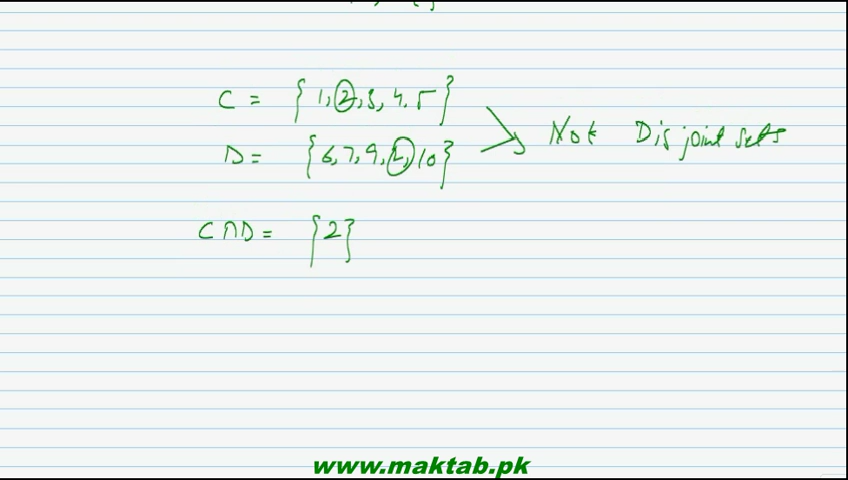 C = {1, 2, 3, 4, 5}
D = {6, 7, 9, 2, 10}
Not Disjoint sets
C∩D = {2}
www.maktab.pk